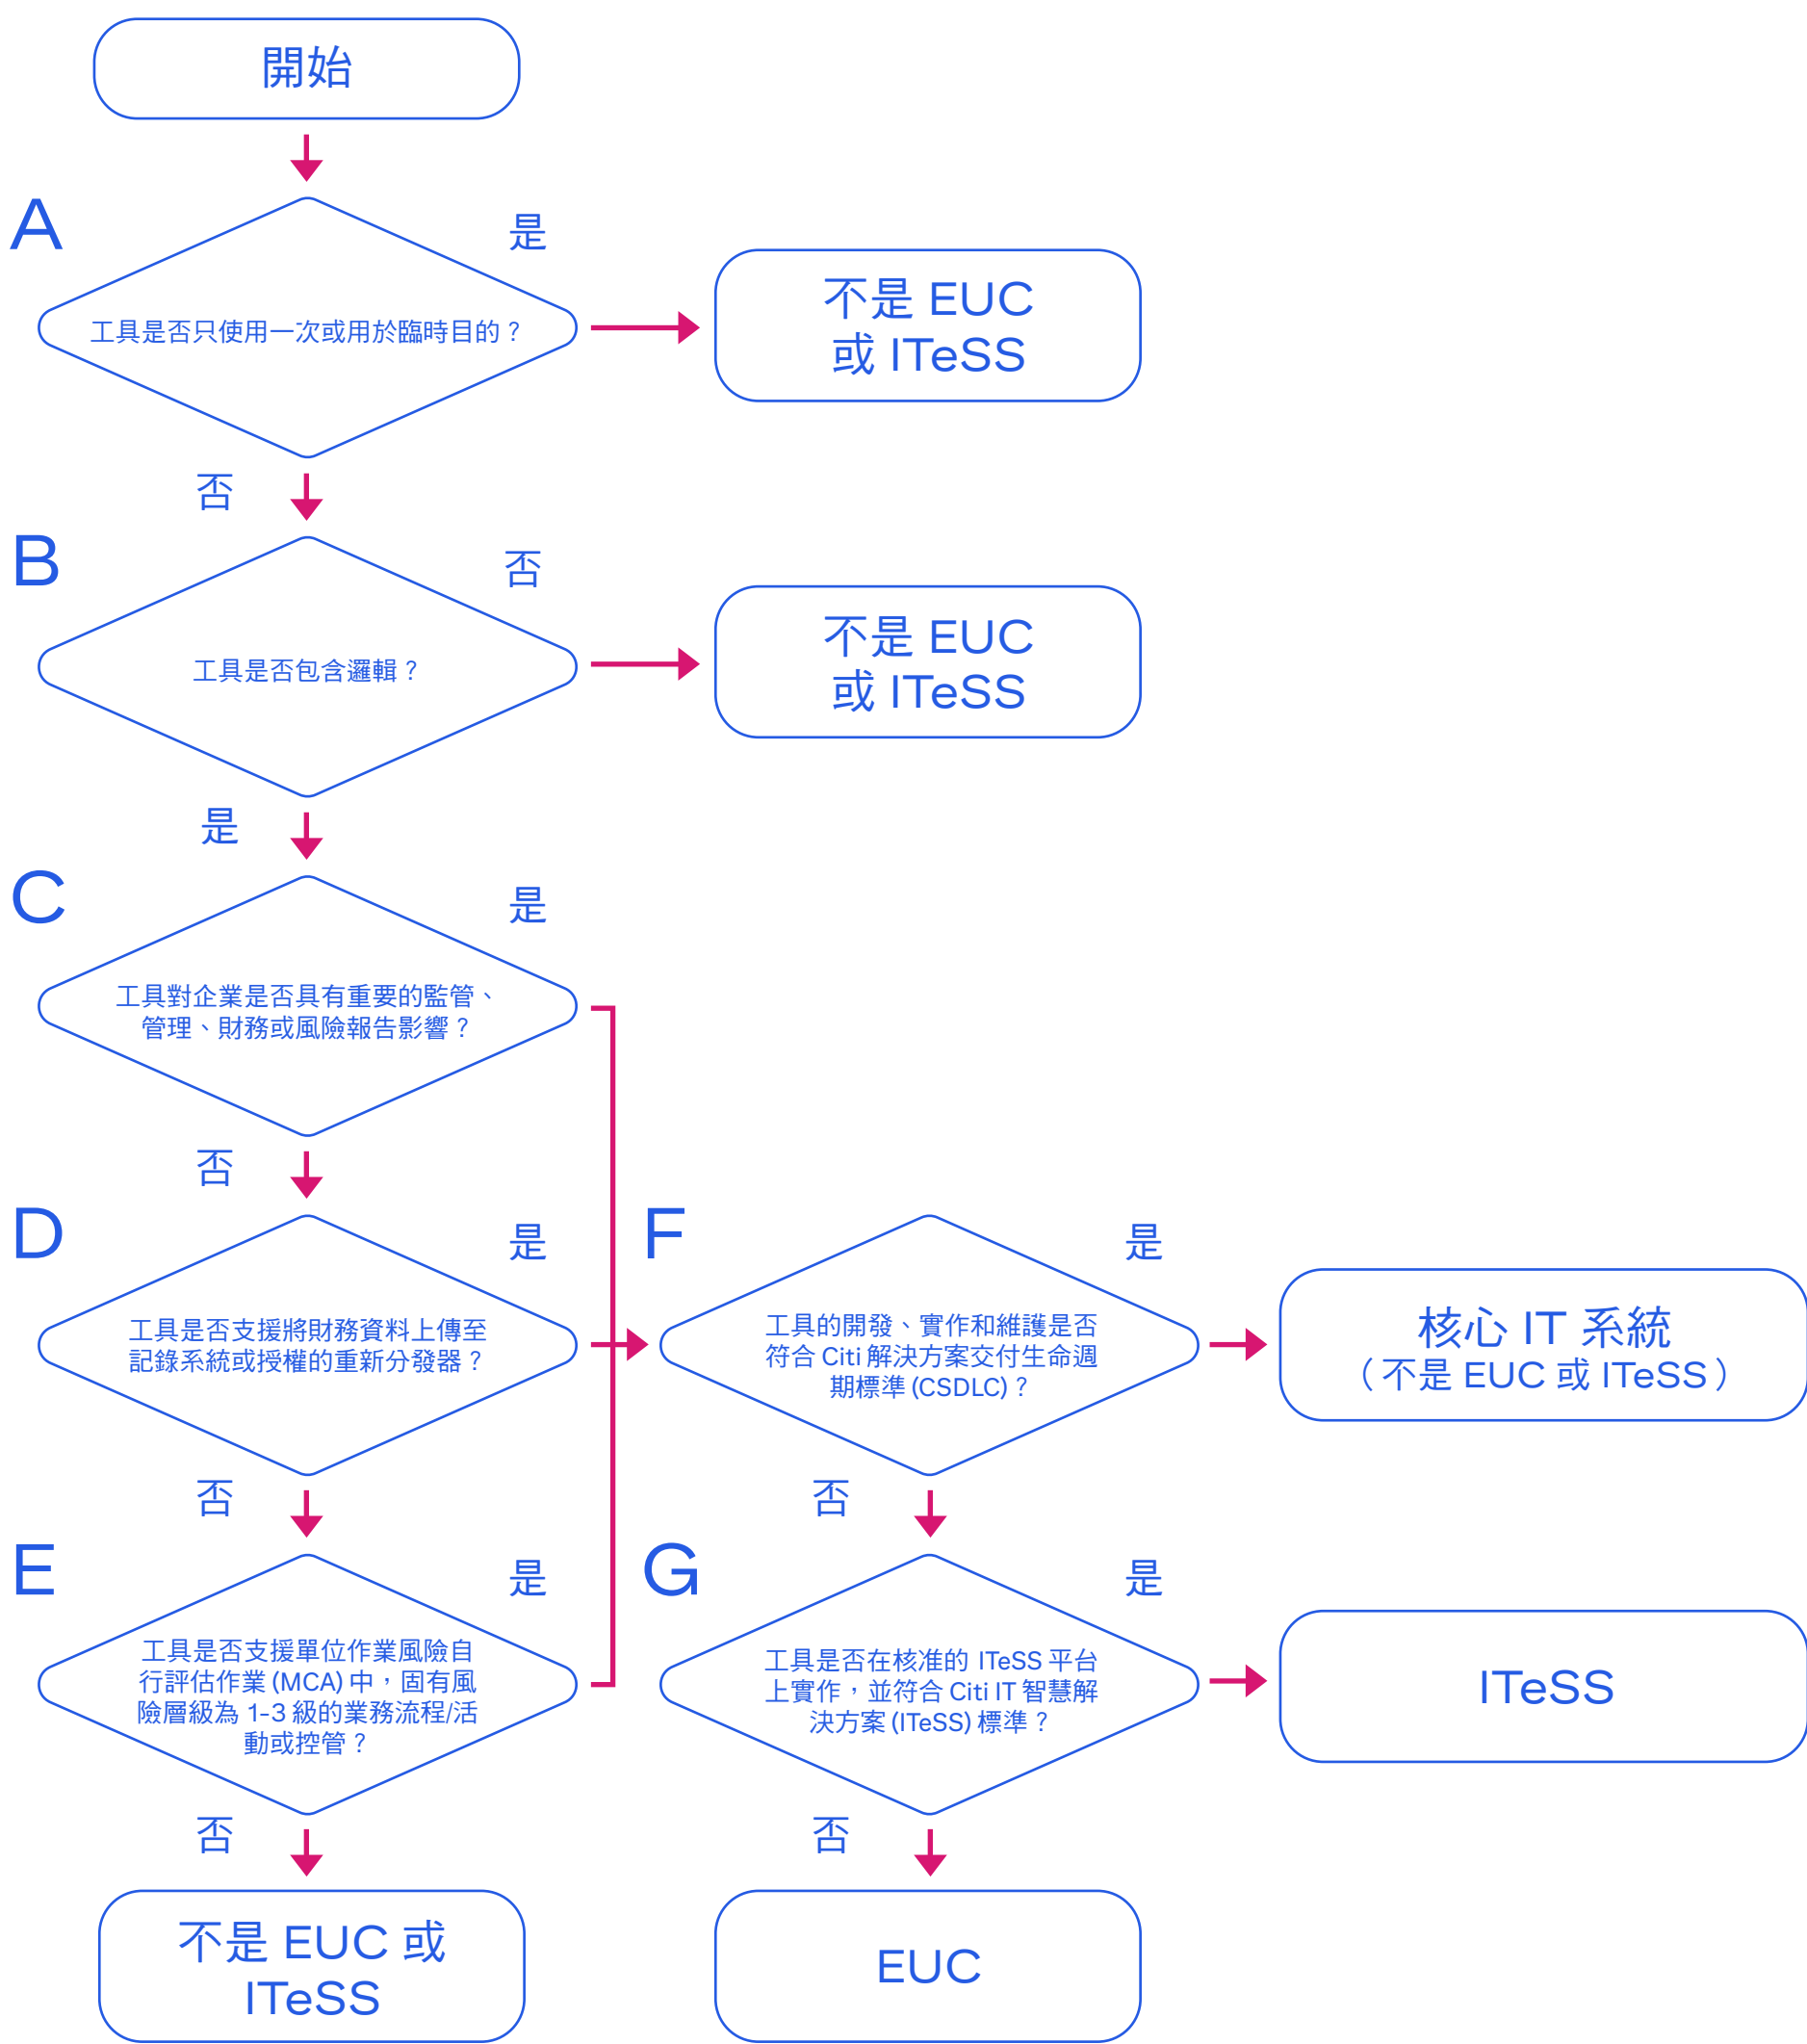 開始
A
是
工具是否只使用一次或用於臨時目的？
不是 EUC
或 ITeSS
否
B
否
工具是否包含邏輯？
不是 EUC
或 ITeSS
是
C
是
工具對企業是否具有重要的監管、
管理、財務或風險報告影響？
否
D
是
工具是否支援將財務資料上傳至
記錄系統或授權的重新分發器？
F
是
工具的開發、實作和維護是否
符合 Citi 解決方案交付生命週
期標準 (CSDLC)？
核心 IT 系統
（不是 EUC 或 ITeSS）
否
否
E
是
工具是否支援單位作業風險自
行評估作業 (MCA) 中，固有風
險層級為 1-3 級的業務流程/活
動或控管？
G
是
工具是否在核准的 ITeSS 平台
上實作，並符合 Citi IT 智慧解
決方案 (ITeSS) 標準？
ITeSS
否
否
不是 EUC 或
ITeSS
EUC